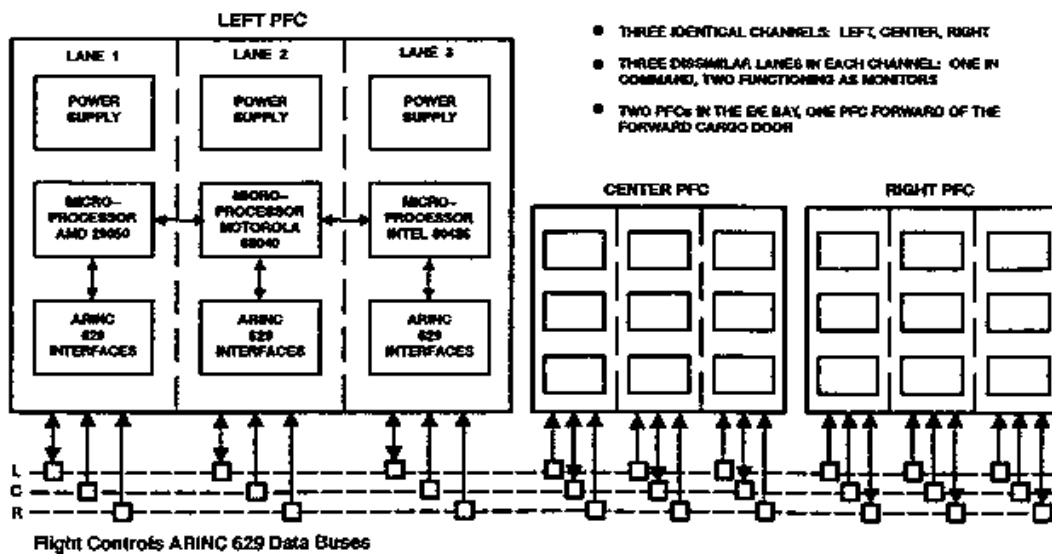 LEFT PFC
LANE 1
LANE 2
LANE 3
POWER
SUPPLY
POWER
SUPPLY
POWER
SUPPLY
MICRO-
PROCESSOR
AMD 29050
MICRO-
PROCESSOR
MOTOROLA
68040
MICRO-
PROCESSOR
INTEL 80486
ARINC
629
INTERFACES
ARINC
629
INTERFACES
ARINC
629
INTERFACES
● THREE IDENTICAL CHANNELS: LEFT, CENTER, RIGHT
● THREE DISSIMILAR LANES IN EACH CHANNEL: ONE IN
COMMAND, TWO FUNCTIONING AS MONITORS
● TWO PFCs IN THE E/E BAY, ONE PFC FORWARD OF THE
FORWARD CARGO DOOR
CENTER PFC
RIGHT PFC
L
C
R
Flight Controls ARINC 629 Data Buses